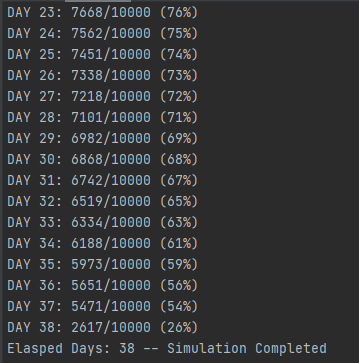 DAY 23: 7668/10000 (76%)
DAY 24: 7562/10000 (75%)
DAY 25: 7451/10000 (74%)
DAY 26: 7338/10000 (73%)
DAY 27: 7218/10000 (72%)
DAY 28: 7101/10000 (71%)
DAY 29: 6982/10000 (69%)
DAY 30: 6868/10000 (68%)
DAY 31: 6742/10000 (67%)
DAY 32: 6519/10000 (65%)
DAY 33: 6334/10000 (63%)
DAY 34: 6188/10000 (61%)
DAY 35: 5973/10000 (59%)
DAY 36: 5651/10000 (56%)
DAY 37: 5471/10000 (54%)
DAY 38: 2617/10000 (26%)
Elasped Days: 38 -- Simulation Completed